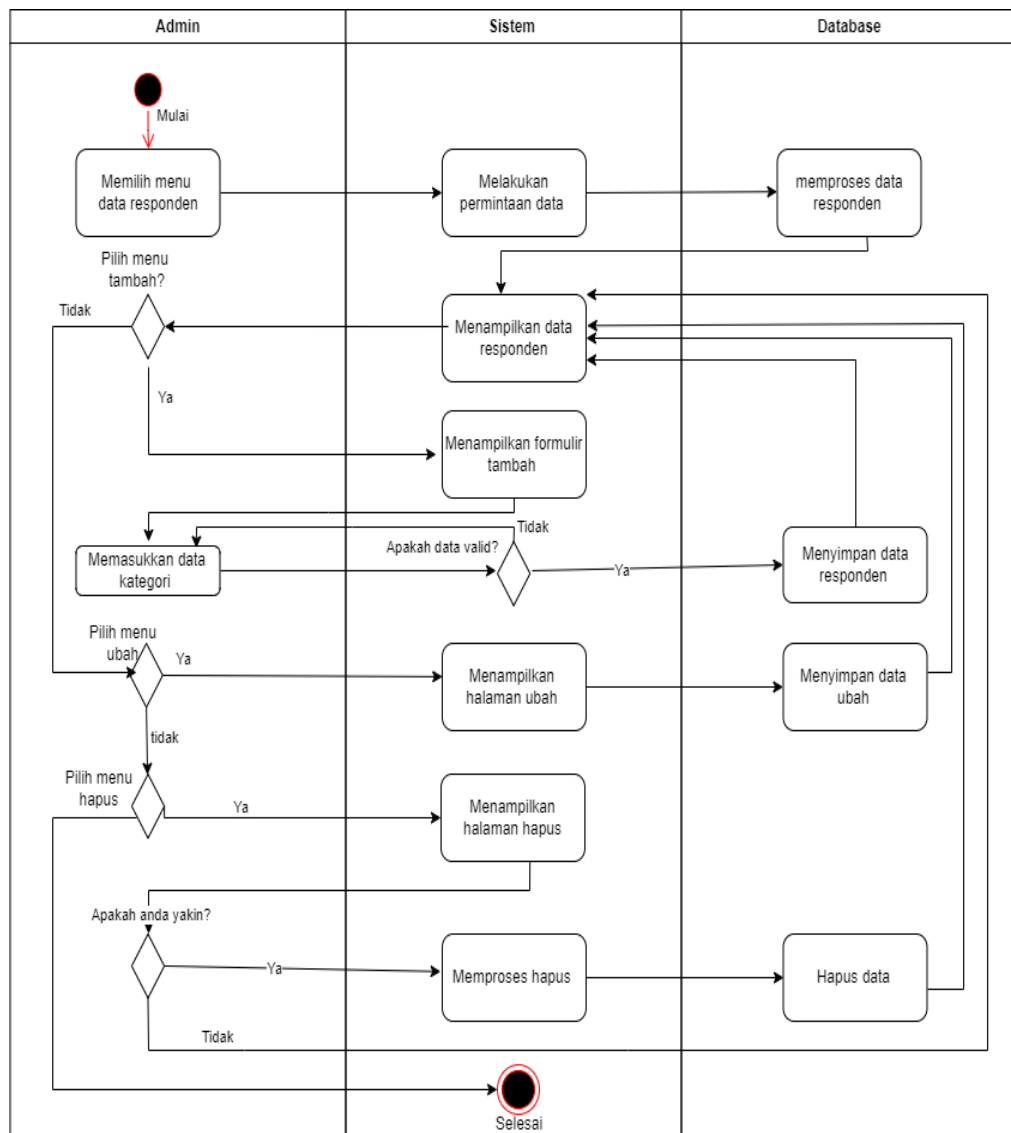 Admin
Sistem
Database
Mulai
Memilih menu
data responden
Melakukan
permintaan data
memproses data
responden
Pilih menu
tambah?
Tidak
Menampilkan data
responden
Ya
Menampilkan formulir
tambah
Tidak
Apakah data valid?
Memasukkan data
kategori
Ya
Menyimpan data
responden
Pilih menu
ubah
Ya
Menampilkan
halaman ubah
Menyimpan data
ubah
tidak
Pilih menu
hapus
Ya
Menampilkan
halaman hapus
Apakah anda yakin?
Ya
Memproses hapus
Hapus data
Tidak
Selesai